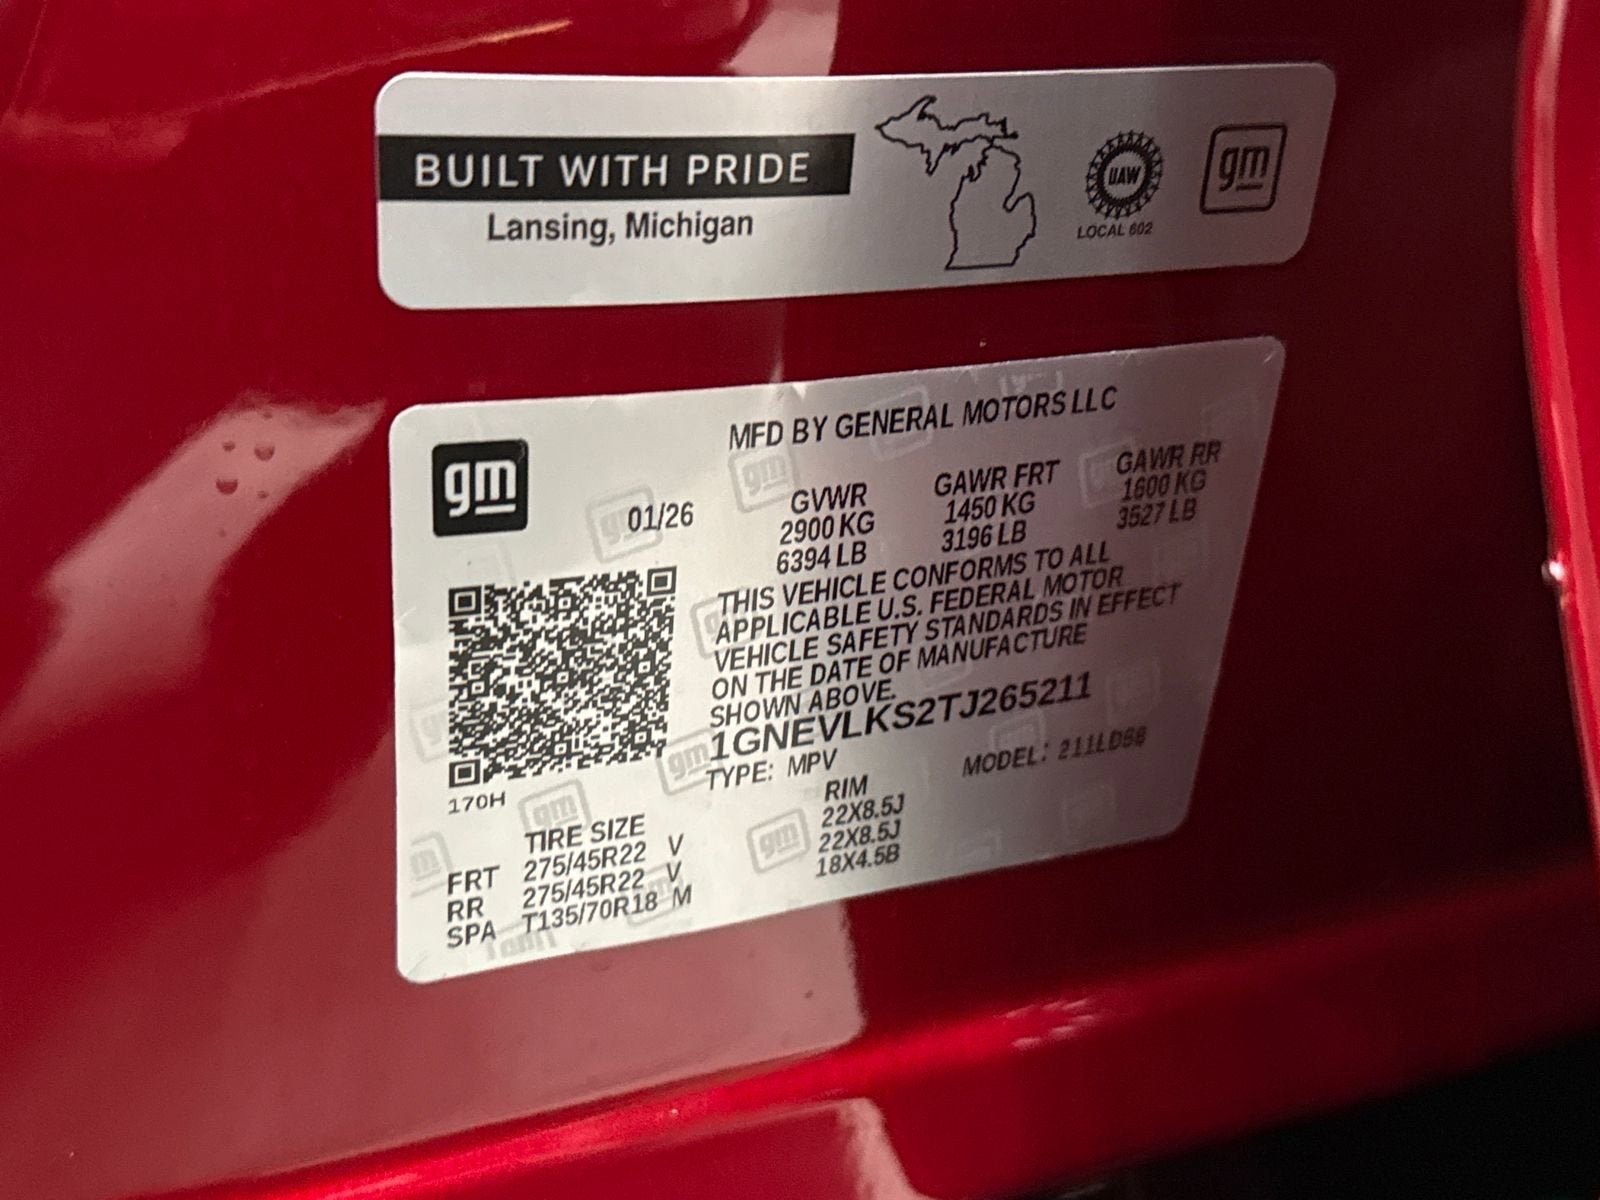 BUILT WITH PRIDE
Lansing, Michigan
UAW
LOCAL 602
gm
gm
MFD BY GENERAL MOTORS LLC
01/26
GVWR GAWR FRT GAWR RR
2900 KG 1450 KG 1600 KG
6394 LB 3196 LB 3527 LB
THIS VEHICLE CONFORMS TO ALL
APPLICABLE U.S. FEDERAL MOTOR
VEHICLE SAFETY STANDARDS IN EFFECT
ON THE DATE OF MANUFACTURE
SHOWN ABOVE.
1GNEVLKS2TJ265211
TYPE: MPV MODEL:
170H
TIRE SIZE RIM
FRT 275/45R22 V 22X8.5J
RR 275/45R22 V 22X8.5J
SPA T135/70R18 M 18X4.5B